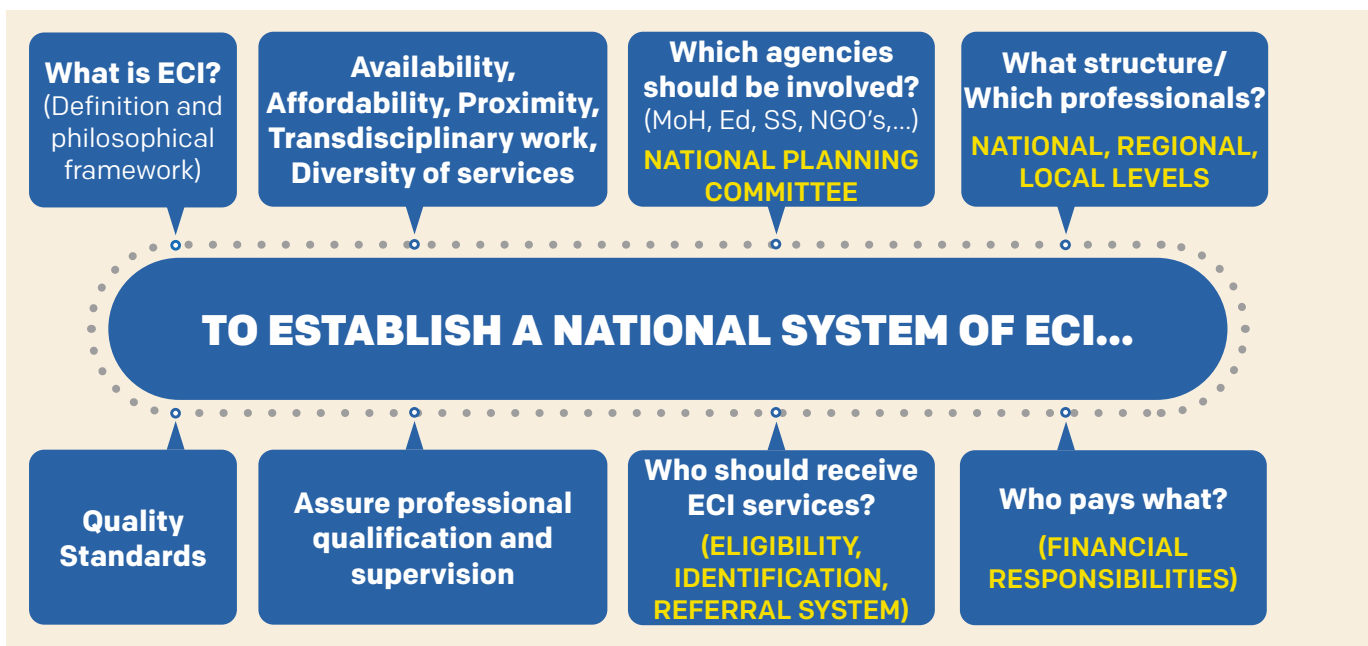 What is ECI?
(Definition and
philosophical
framework)
Availability,
Affordability, Proximity,
Transdisciplinary work,
Diversity of services
Which agencies
should be involved?
(MoH, Ed, SS, NGO's,...)
NATIONAL PLANNING
COMMITTEE
What structure/
Which professionals?
NATIONAL, REGIONAL,
LOCAL LEVELS
TO ESTABLISH A NATIONAL SYSTEM OF ECI...
Quality
Standards
Assure professional
qualification and
supervision
Who should receive
ECI services?
(ELIGIBILITY,
IDENTIFICATION,
REFERRAL SYSTEM)
Who pays what?
(FINANCIAL
RESPONSIBILITIES)